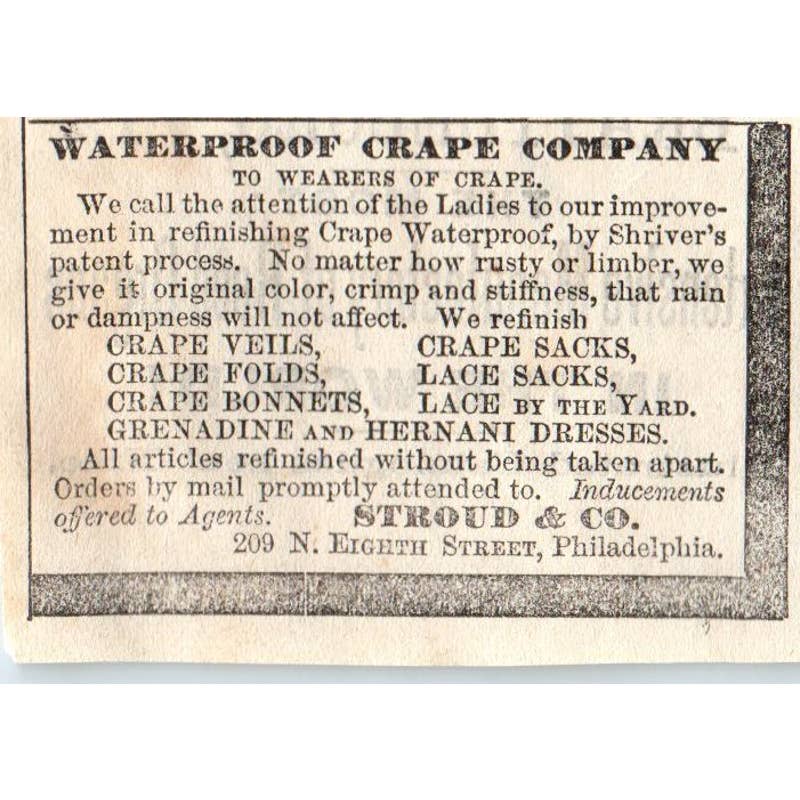 WATERPROOF CRAPE COMPANY
TO WEARERS OF CRAPE.
We call the attention of the Ladies to our improve-
ment in refinishing Crape Waterproof, by Shriver's
patent process. No matter how rusty or limber, we
give it original color, crimp and stiffness, that rain
or dampness will not affect. We refinish
CRAPE VEILS, CRAPE SACKS,
CRAPE FOLDS, LACE SACKS,
CRAPE BONNETS, LACE BY THE YARD.
GRENADINE AND HERNANI DRESSES.
All articles refinished without being taken apart.
Orders by mail promptly attended to. Inducements
offered to Agents. STROUD & CO.
209 N. EIGHTH STREET, Philadelphia.